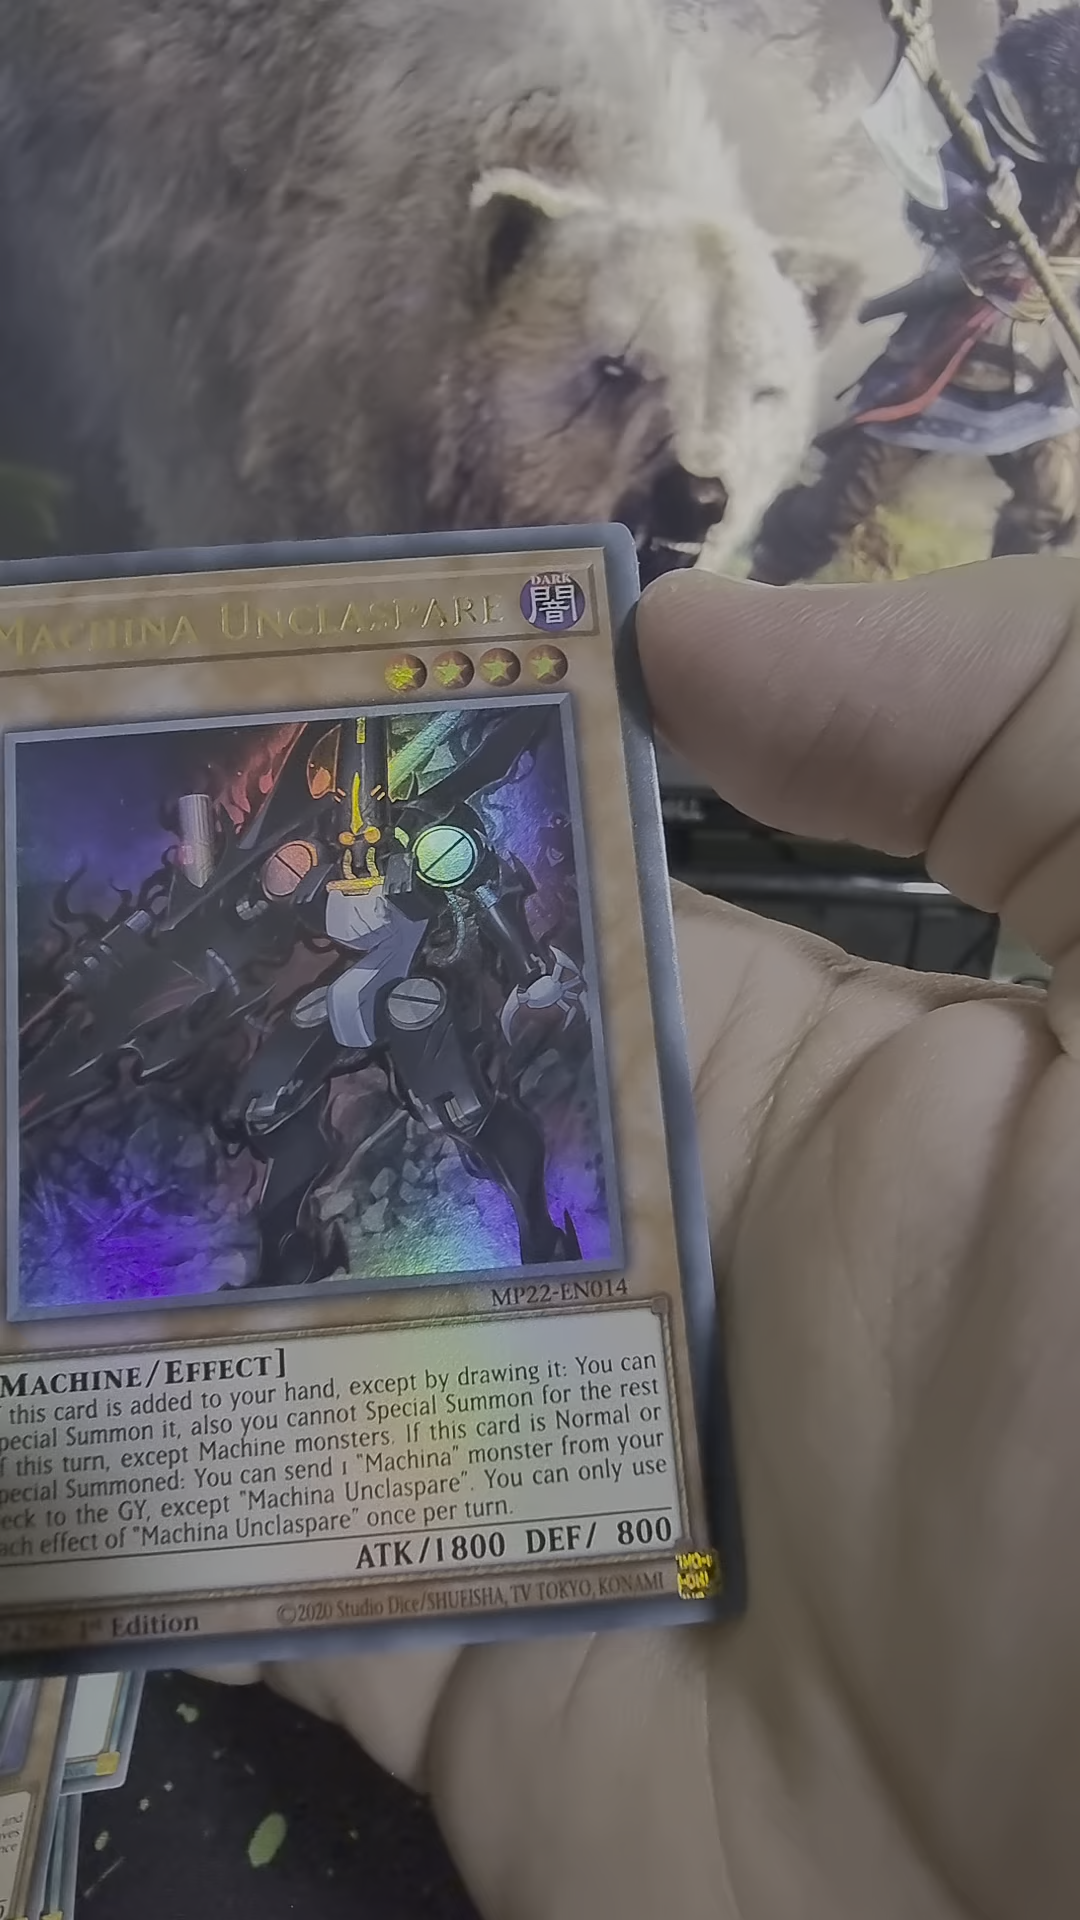 MACHINA UNCLASPARE
DARK
闇
MP22-EN014
MACHINE/EFFECT]
this card is added to your hand, except by drawing it: You can
pecial Summon it, also you cannot Special Summon for the rest
f this turn, except Machine monsters. If this card is Normal or
pecial Summoned: You can send 1 "Machina" monster from your
eck to the GY, except "Machina Unclaspare". You can only use
ach effect of "Machina Unclaspare" once per turn.
ATK/1800 DEF/ 800
1st Edition
©2020 Studio Dice/SHUEISHA, TV TOKYO, KONAMI
and